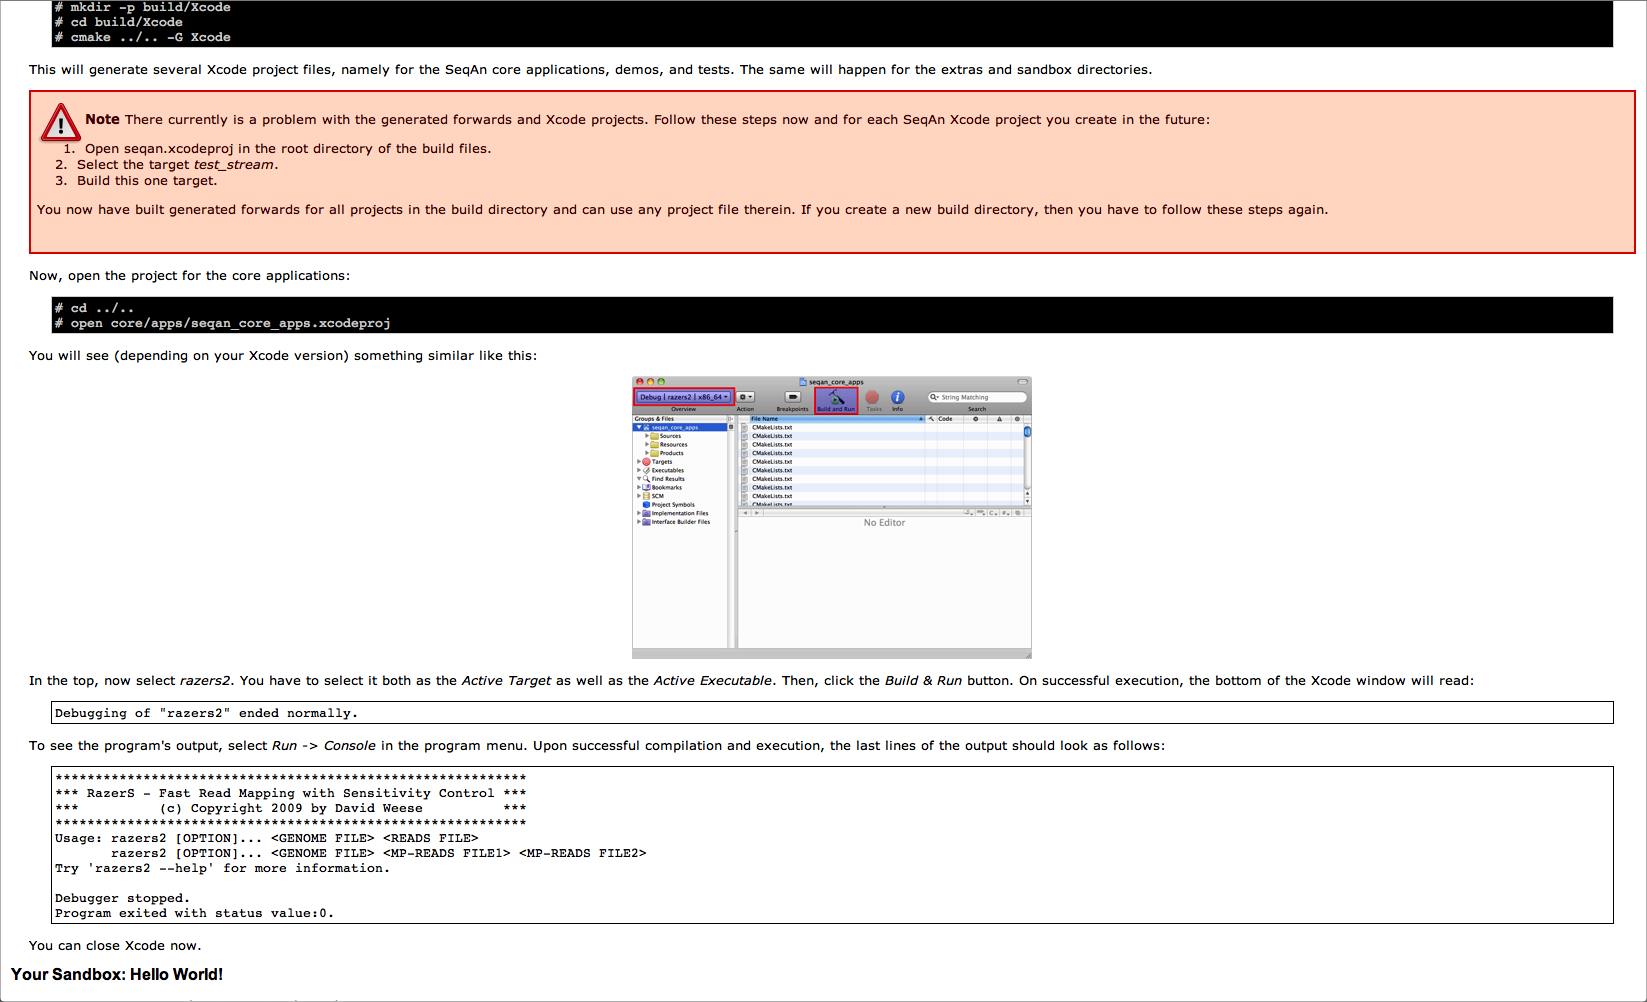 # mkdir -p build/Xcode
# cd build/Xcode
# cmake ../.. -G Xcode
This will generate several Xcode project files, namely for the SeqAn core applications, demos, and tests. The same will happen for the extras and sandbox directories.
Note There currently is a problem with the generated forwards and Xcode projects. Follow these steps now and for each SeqAn Xcode project you create in the future:
1. Open seqan.xcodeproj in the root directory of the build files.
2. Select the target test_stream.
3. Build this one target.
You now have built generated forwards for all projects in the build directory and can use any project file therein. If you create a new build directory, then you have to follow these steps again.
Now, open the project for the core applications:
# cd ../..
# open core/apps/seqan_core_apps.xcodeproj
You will see (depending on your Xcode version) something similar like this:
seqan_core_apps
Debug | razers2 | x86_64
String Matching
Overview Action Breakpoints Build and Run Tasks Info Search
Groups & Files File Name Code
seqan_core_apps CMakeLists.txt
Sources CMakeLists.txt
Resources CMakeLists.txt
Products CMakeLists.txt
Targets CMakeLists.txt
Executables CMakeLists.txt
Find Results CMakeLists.txt
Bookmarks CMakeLists.txt
SCM CMakeLists.txt
Project Symbols CMakeLists.txt
Implementation Files
Interface Builder Files No Editor
In the top, now select razers2. You have to select it both as the Active Target as well as the Active Executable. Then, click the Build & Run button. On successful execution, the bottom of the Xcode window will read:
Debugging of "razers2" ended normally.
To see the program's output, select Run -> Console in the program menu. Upon successful compilation and execution, the last lines of the output should look as follows:
***********************************************************
*** RazerS - Fast Read Mapping with Sensitivity Control ***
***          (c) Copyright 2009 by David Weese          ***
***********************************************************
Usage: razers2 [OPTION]... <GENOME FILE> <READS FILE>
razers2 [OPTION]... <GENOME FILE> <MP-READS FILE1> <MP-READS FILE2>
Try 'razers2 --help' for more information.
Debugger stopped.
Program exited with status value:0.
You can close Xcode now.
Your Sandbox: Hello World!